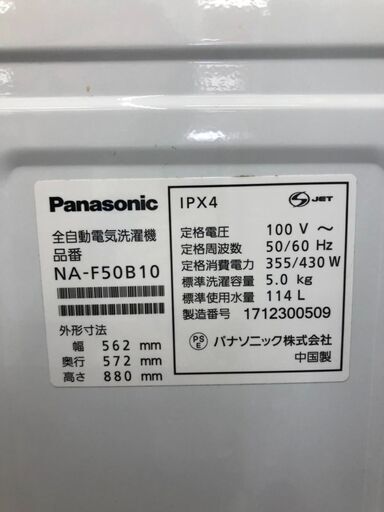 Panasonic
全自動電気洗濯機
品番
NA-F50B10
外形寸法
幅 562 mm
奥行 572 mm
高さ 880 mm
IPX4
S JET
定格電圧 100 V ～
定格周波数 50/60 Hz
定格消費電力 355/430 W
標準洗濯容量 5.0 kg
標準使用水量 114 L
製造番号 1712300509
PS
E パナソニック株式会社
中国製